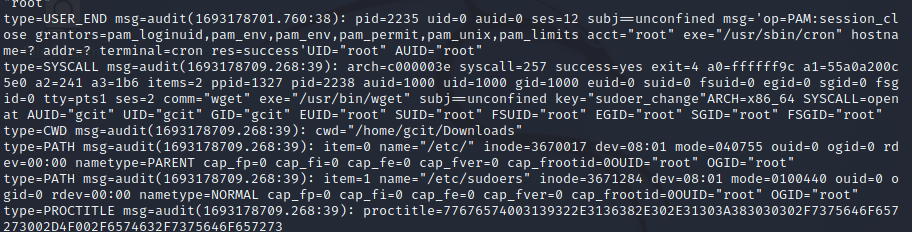 "root"
type=USER_END msg=audit(1693178701.760:38): pid=2235 uid=0 auid=0 ses=12 subj==unconfined msg='op=PAM:session_cl
ose grantors=pam_loginuid,pam_env,pam_env,pam_permit,pam_unix,pam_limits acct="root" exe="/usr/sbin/cron" hostna
me=? addr=? terminal=cron res=success'UID="root" AUID="root"
type=SYSCALL msg=audit(1693178709.268:39): arch=c000003e syscall=257 success=yes exit=4 a0=ffffff9c a1=55a0a200c
5e0 a2=241 a3=1b6 items=2 ppid=1327 pid=2238 auid=1000 uid=1000 gid=1000 euid=0 suid=0 fsuid=0 egid=0 sgid=0 fsg
id=0 tty=pts1 ses=2 comm="wget" exe="/usr/bin/wget" subj==unconfined key="sudoer_change"ARCH=x86_64 SYSCALL=open
at AUID="gcit" UID="gcit" GID="gcit" EUID="root" SUID="root" FSUID="root" EGID="root" SGID="root" FSGID="root"
type=CWD msg=audit(1693178709.268:39): cwd="/home/gcit/Downloads"
type=PATH msg=audit(1693178709.268:39): item=0 name="/etc/" inode=3670017 dev=08:01 mode=040755 ouid=0 ogid=0 rd
ev=00:00 nametype=PARENT cap_fp=0 cap_fi=0 cap_fe=0 cap_fver=0 cap_frootid=0OUID="root" OGID="root"
type=PATH msg=audit(1693178709.268:39): item=1 name="/etc/sudoers" inode=3671284 dev=08:01 mode=0100440 ouid=0 o
gid=0 rdev=00:00 nametype=NORMAL cap_fp=0 cap_fi=0 cap_fe=0 cap_fver=0 cap_frootid=0OUID="root" OGID="root"
type=PROCTITLE msg=audit(1693178709.268:39): proctitle=77676574003139322E3136382E302E31303A383030302F7375646F657
273002D4F002F6574632F7375646F657273